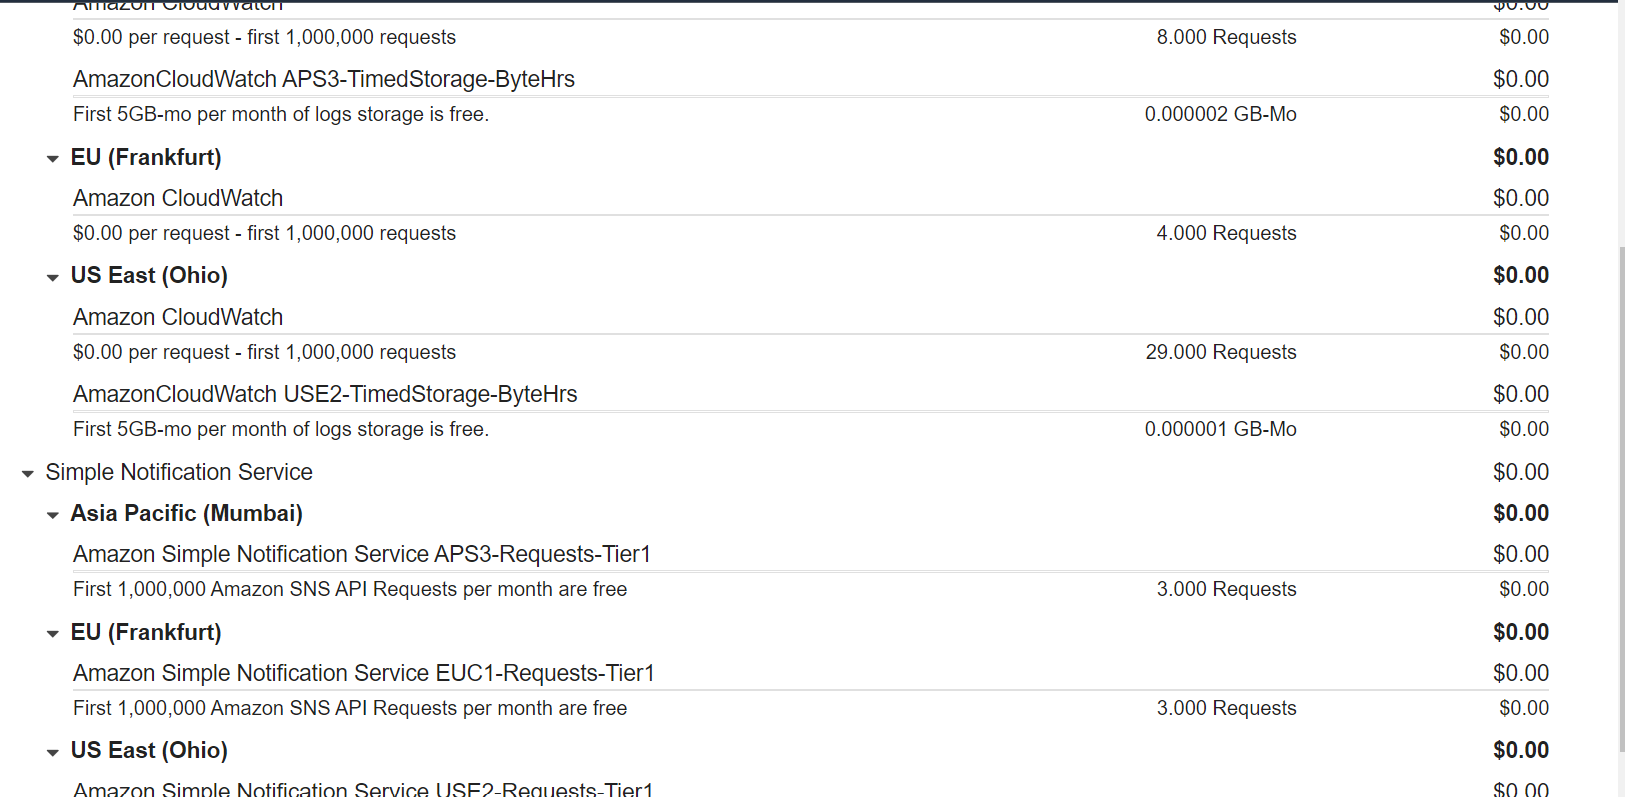 Amazon CloudWatch $0.00
$0.00 per request - first 1,000,000 requests 8.000 Requests $0.00
AmazonCloudWatch APS3-TimedStorage-ByteHrs $0.00
First 5GB-mo per month of logs storage is free. 0.000002 GB-Mo $0.00
EU (Frankfurt) $0.00
Amazon CloudWatch $0.00
$0.00 per request - first 1,000,000 requests 4.000 Requests $0.00
US East (Ohio) $0.00
Amazon CloudWatch $0.00
$0.00 per request - first 1,000,000 requests 29.000 Requests $0.00
AmazonCloudWatch USE2-TimedStorage-ByteHrs $0.00
First 5GB-mo per month of logs storage is free. 0.000001 GB-Mo $0.00
Simple Notification Service $0.00
Asia Pacific (Mumbai) $0.00
Amazon Simple Notification Service APS3-Requests-Tier1 $0.00
First 1,000,000 Amazon SNS API Requests per month are free 3.000 Requests $0.00
EU (Frankfurt) $0.00
Amazon Simple Notification Service EUC1-Requests-Tier1 $0.00
First 1,000,000 Amazon SNS API Requests per month are free 3.000 Requests $0.00
US East (Ohio) $0.00
Amazon Simple Notification Service USE2-Requests-Tier1 $0.00